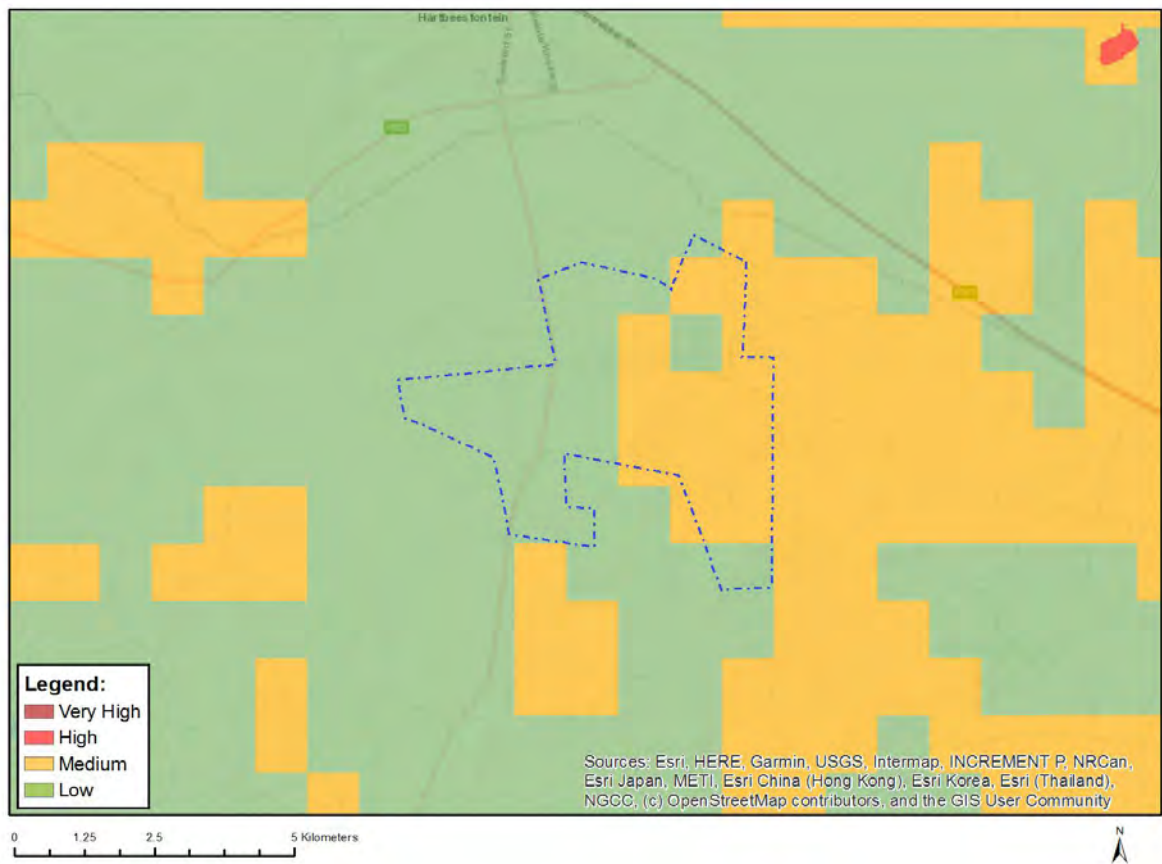 Hartbeesfontein
Legend:
Very High
High
Medium
Low
Sources: Esri, HERE, Garmin, USGS, Intermap, INCREMENT P, NRCan,
Esri Japan, METI, Esri China (Hong Kong), Esri Korea, Esri (Thailand),
NGCC, (c) OpenStreetMap contributors, and the GIS User Community
0 1.25 2.5 5 Kilometers
N